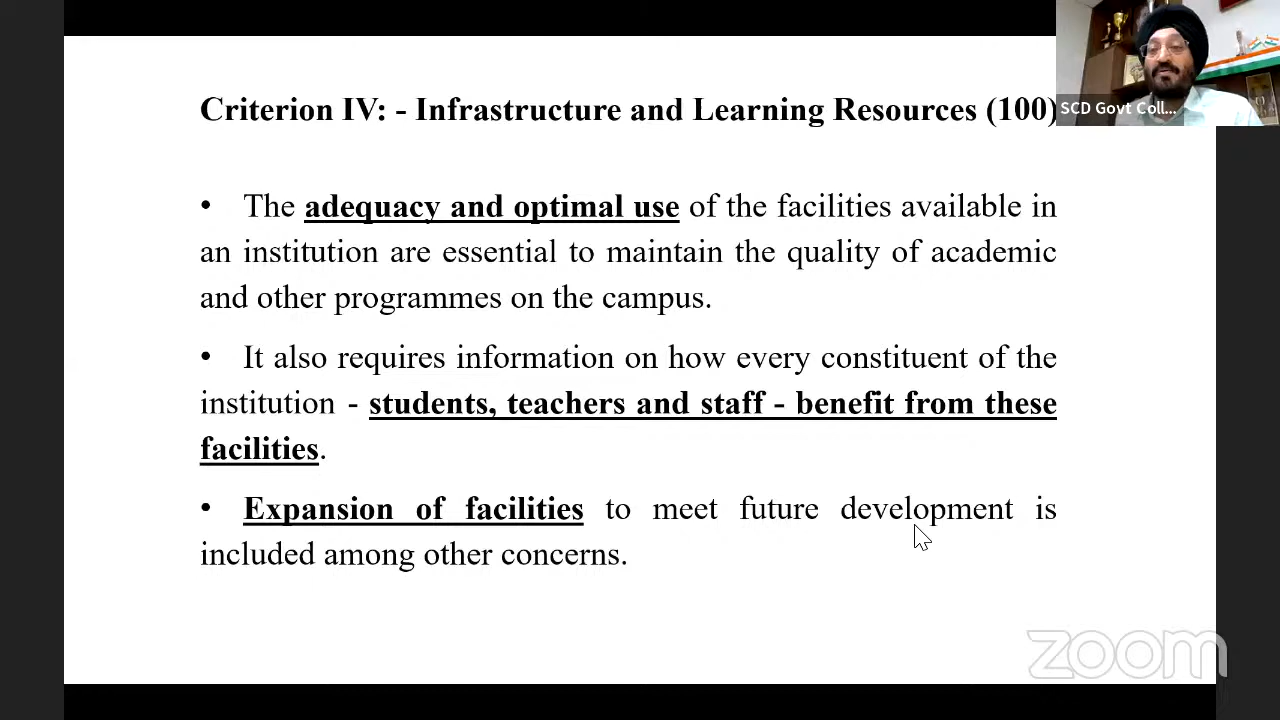 Criterion IV: - Infrastructure and Learning Resources (100)
SCD Govt Coll...
• The adequacy and optimal use of the facilities available in
an institution are essential to maintain the quality of academic
and other programmes on the campus.
• It also requires information on how every constituent of the
institution - students, teachers and staff - benefit from these
facilities.
• Expansion of facilities to meet future development is
included among other concerns.
zoom